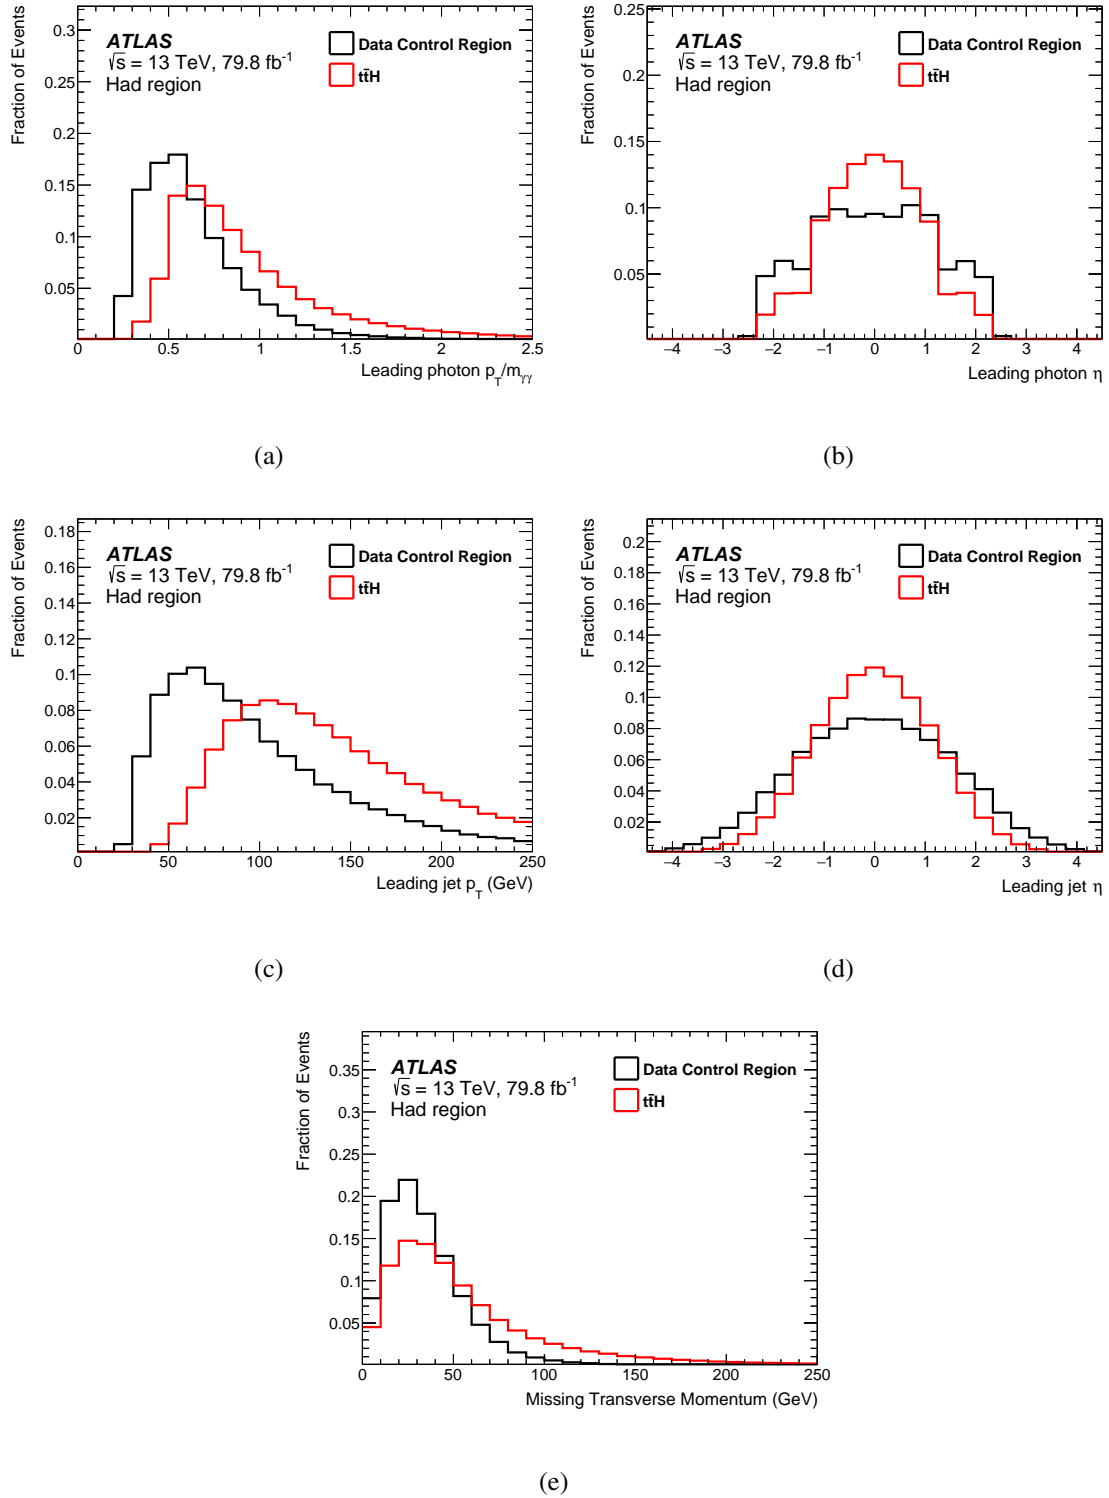 Fraction of Events
ATLAS
√s = 13 TeV, 79.8 fb⁻¹
Had region
Data Control Region
tt̄H
0.3
0.25
0.2
0.15
0.1
0.05
0 0.5 1 1.5 2 2.5
Leading photon p_T/m_γγ
(a)
Fraction of Events
ATLAS
√s = 13 TeV, 79.8 fb⁻¹
Had region
Data Control Region
tt̄H
0.25
0.2
0.15
0.1
0.05
−4 −3 −2 −1 0 1 2 3 4
Leading photon η
(b)
Fraction of Events
ATLAS
√s = 13 TeV, 79.8 fb⁻¹
Had region
Data Control Region
tt̄H
0.18
0.16
0.14
0.12
0.1
0.08
0.06
0.04
0.02
0 50 100 150 200 250
Leading jet p_T (GeV)
(c)
Fraction of Events
ATLAS
√s = 13 TeV, 79.8 fb⁻¹
Had region
Data Control Region
tt̄H
0.2
0.18
0.16
0.14
0.12
0.1
0.08
0.06
0.04
0.02
−4 −3 −2 −1 0 1 2 3 4
Leading jet η
(d)
Fraction of Events
ATLAS
√s = 13 TeV, 79.8 fb⁻¹
Had region
Data Control Region
tt̄H
0.35
0.3
0.25
0.2
0.15
0.1
0.05
0 50 100 150 200 250
Missing Transverse Momentum (GeV)
(e)